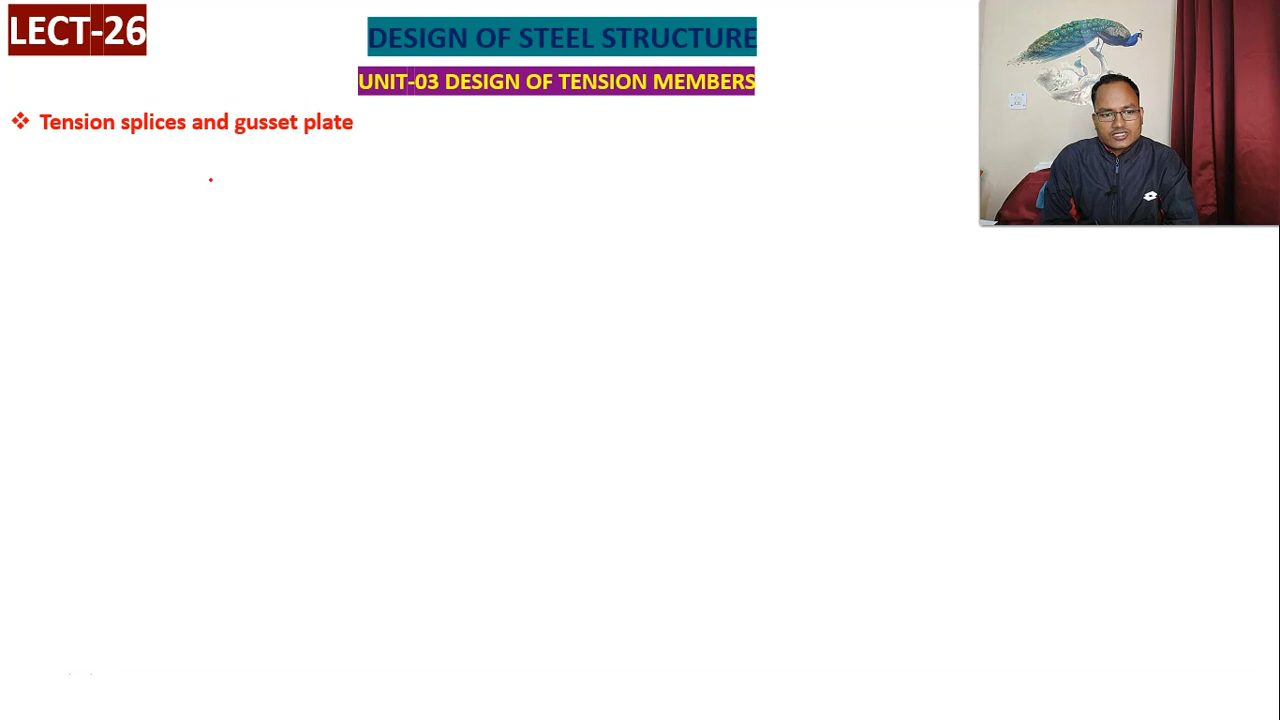 LECT-26
DESIGN OF STEEL STRUCTURE
UNIT-03 DESIGN OF TENSION MEMBERS
❖ Tension splices and gusset plate